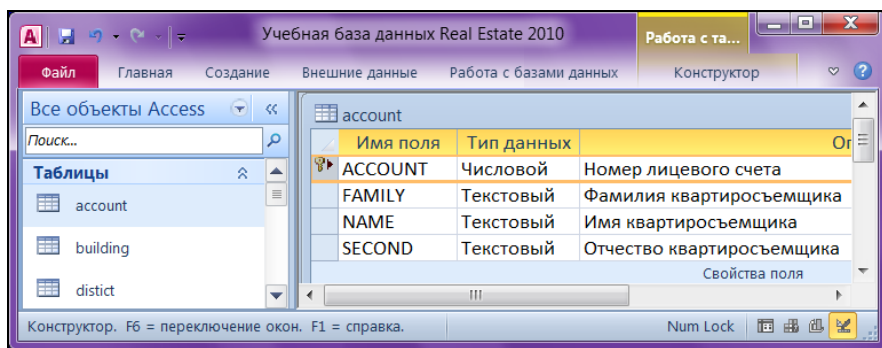 Учебная база данных Real Estate 2010
Работа с та...
Файл Главная Создание Внешние данные Работа с базами данных Конструктор
Все объекты Access
account
Поиск...
Имя поля Тип данных Оп
Таблицы
ACCOUNT Числовой Номер лицевого счета
account
FAMILY Текстовый Фамилия квартиросъемщика
NAME Текстовый Имя квартиросъемщика
building
SECOND Текстовый Отчество квартиросъемщика
Свойства поля
distict
Конструктор. F6 = переключение окон. F1 = справка. Num Lock